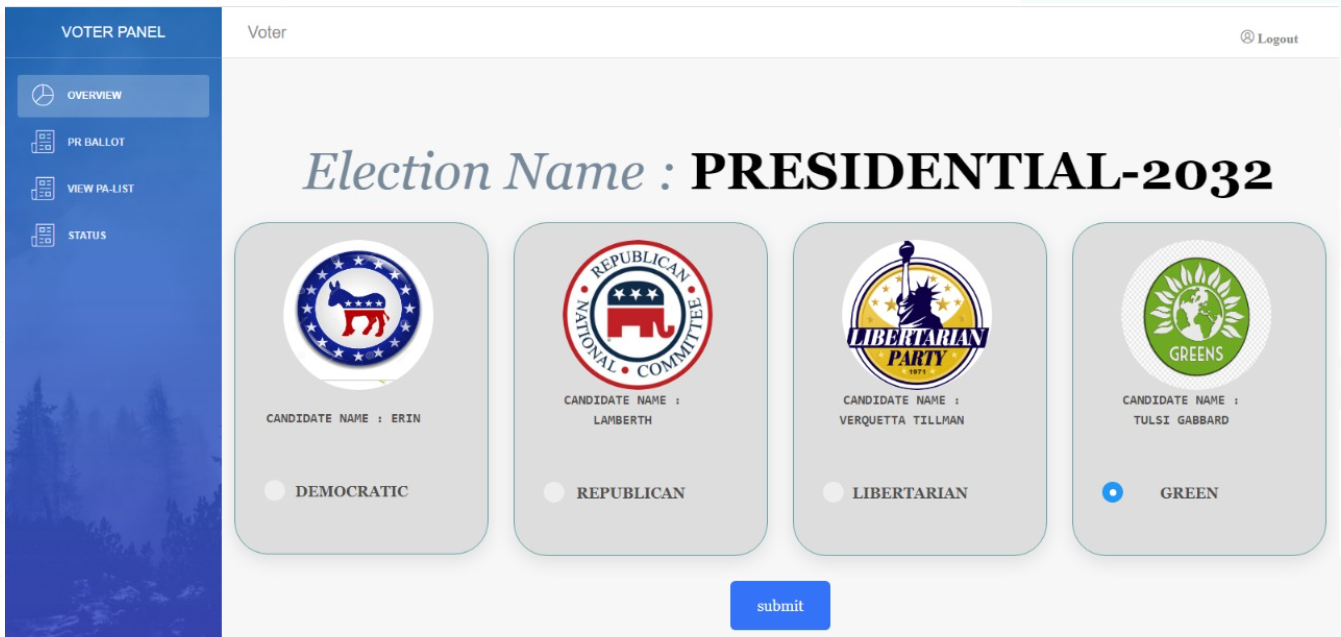 VOTER PANEL
Voter
Logout
OVERVIEW
PR BALLOT
VIEW PA-LIST
STATUS
Election Name : PRESIDENTIAL-2032
CANDIDATE NAME : ERIN
DEMOCRATIC
REPUBLICAN
NATIONAL • COMMITTEE
CANDIDATE NAME :
LAMBERTH
REPUBLICAN
LIBERTARIAN
PARTY
1971
CANDIDATE NAME :
VERQUETTA TILLMAN
LIBERTARIAN
GREENS
CANDIDATE NAME :
TULSI GABBARD
GREEN
submit